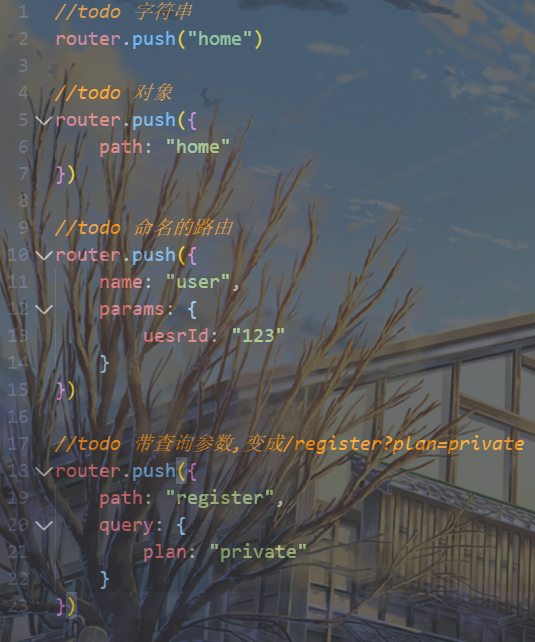 1 //todo 字符串
2 router.push("home")
3
4 //todo 对象
5 router.push({
6 path: "home"
7 })
8
9 //todo 命名的路由
10 router.push({
11 name: "user",
12 params: {
13 uesrId: "123"
14 }
15 })
16
17 //todo 带查询参数,变成/register?plan=private
18 router.push({
19 path: "register",
20 query: {
21 plan: "private"
22 }
23 })